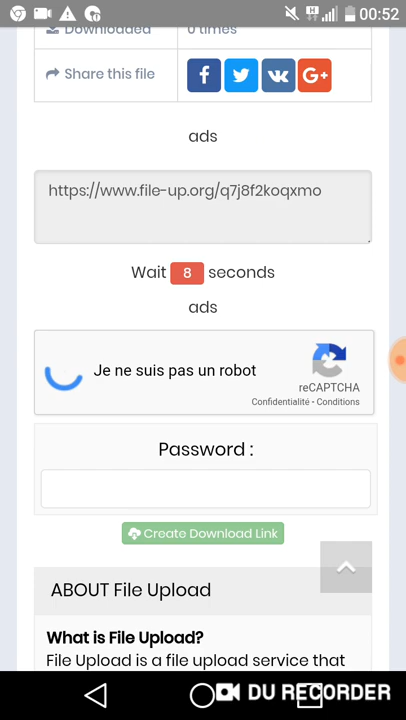 00:52
Downloaded
0 times
Share this file
f
G+
ads
https://www.file-up.org/q7j8f2koqxmo
Wait 8 seconds
ads
Je ne suis pas un robot
reCAPTCHA
Confidentialité - Conditions
Password :
Create Download Link
ABOUT File Upload
What is File Upload?
File Upload is a file upload service that
DU RECORDER